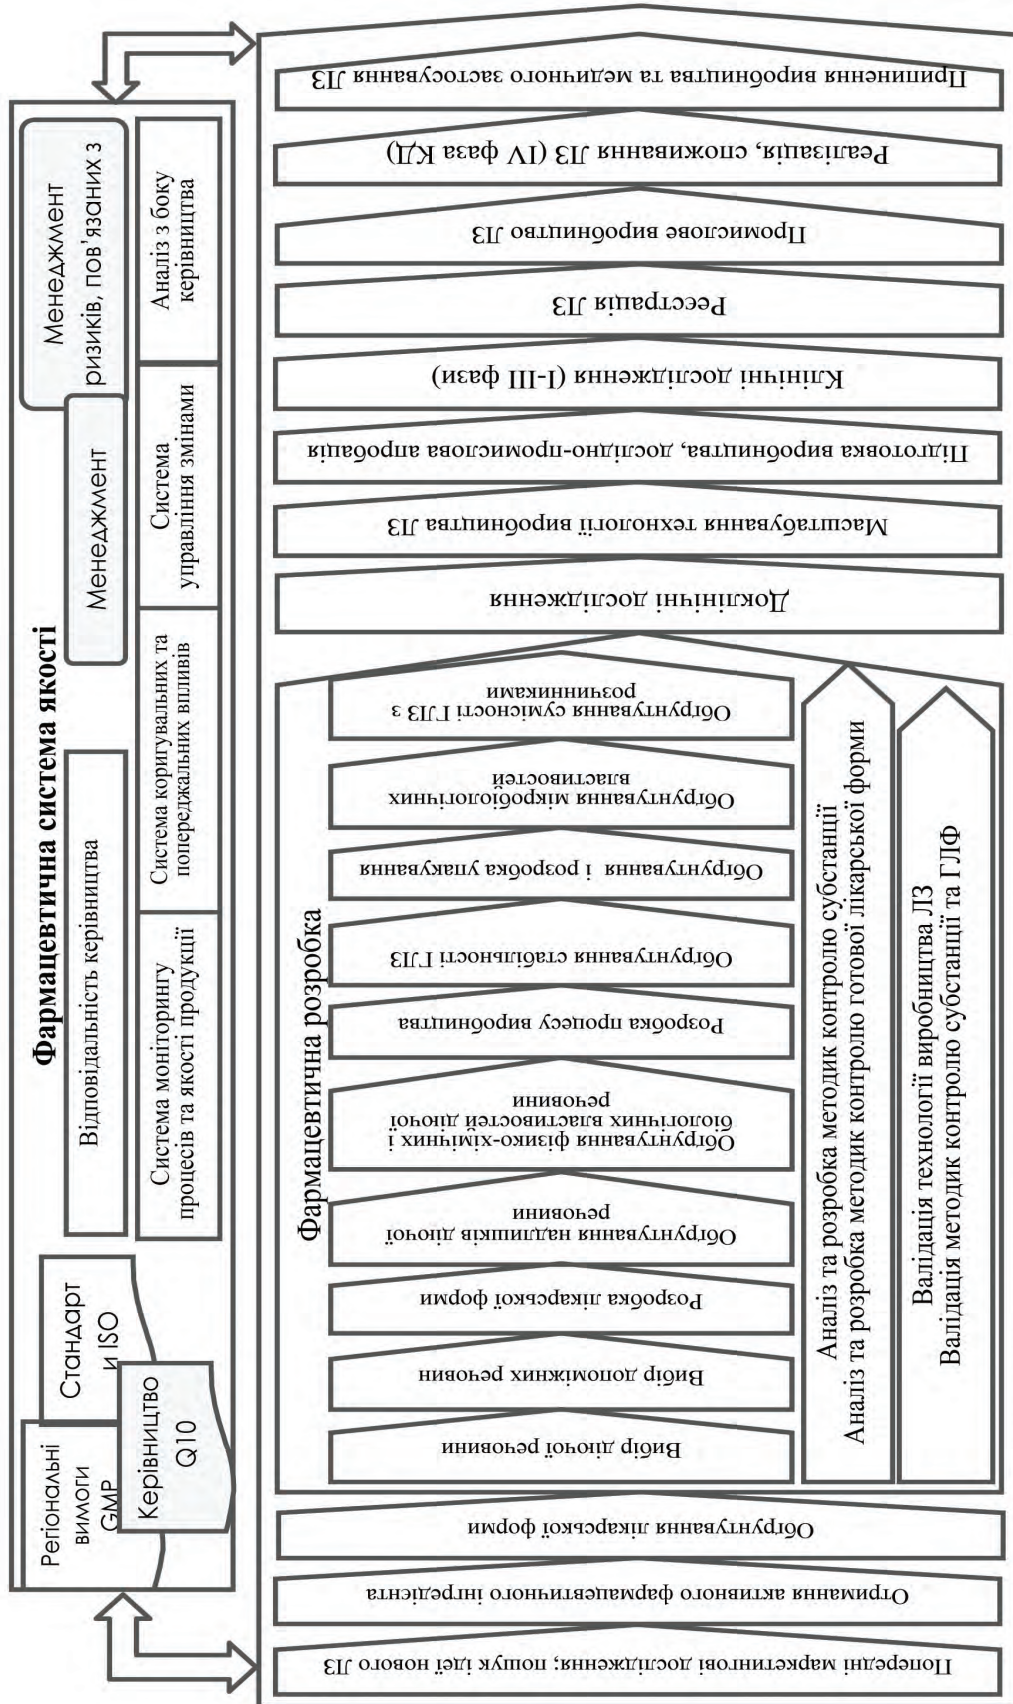 Фармацевтична система якості
Регіональні
вимоги
GMP
Стандарт
и ISO
Керівництво
Q10
Відповідальність керівництва
Менеджмент
Менеджмент
ризиків, пов’язаних з
Система моніторингу
процесів та якості продукції
Система коригувальних та
попереджальних впливів
Система
управління змінами
Аналіз з боку
керівництва
Попередні маркетингові дослідження; пошук ідеї нового ЛЗ
Отримання активного фармацевтичного інгредієнта
Обґрунтування лікарської форми
Фармацевтична розробка
Вибір діючої речовини
Вибір допоміжних речовин
Розробка лікарської форми
Обґрунтування надлишків діючої
речовини
Обґрунтування фізико-хімічних і
біологічних властивостей діючої
речовини
Розробка процесу виробництва
Обґрунтування стабільності ГЛЗ
Обґрунтування і розробка упакування
Обґрунтування мікробіологічних
властивостей
Обґрунтування сумісності ГЛЗ з
розчинниками
Аналіз та розробка методик контролю субстанції
Аналіз та розробка методик контролю готової лікарської форми
Валідація технології виробництва ЛЗ
Валідація методик контролю субстанції та ГЛФ
Доклінічні дослідження
Масштабування технології виробництва ЛЗ
Підготовка виробництва, дослідно-промислова апробація
Клінічні дослідження (I-III фази)
Реєстрація ЛЗ
Промислове виробництво ЛЗ
Реалізація, споживання ЛЗ (IV фаза КД)
Припинення виробництва та медичного застосування ЛЗ